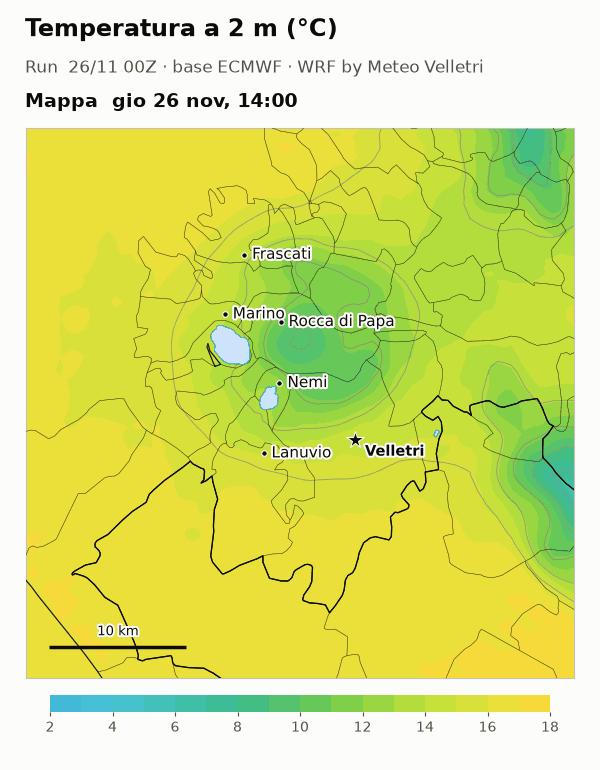 Temperatura a 2 m (°C)
Run  26/11 00Z · base ECMWF · WRF by Meteo Velletri
Mappa  gio 26 nov, 14:00
Frascati
Marino
Rocca di Papa
Nemi
Velletri
Lanuvio
10 km
2 4 6 8 10 12 14 16 18